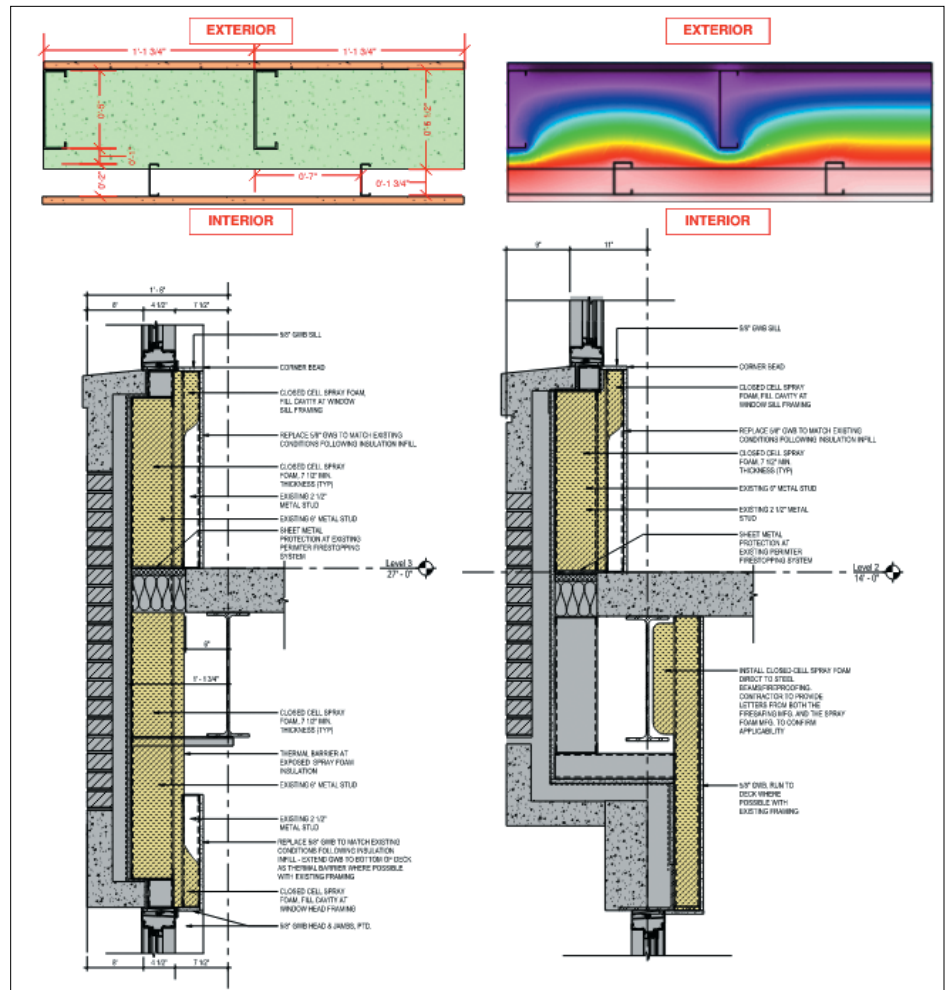 EXTERIOR
EXTERIOR
1'-1 3/4"
1'-1 3/4"
0'-6"
0'-1"
0'-2"
0'-7"
0'-1 3/4"
INTERIOR
INTERIOR
1'- 6"
8"
4 1/2"
7 1/2"
5/8" GWB SILL
CORNER BEAD
CLOSED CELL SPRAY FOAM,
FILL CAVITY AT WINDOW
SILL FRAMING
REPLACE 5/8" GWB TO MATCH EXISTING
CONDITIONS FOLLOWING INSULATION INFILL
CLOSED CELL SPRAY
FOAM, 7 1/2" MIN.
THICKNESS (TYP)
EXISTING 2 1/2"
METAL STUD
EXISTING 6" METAL STUD
SHEET METAL
PROTECTION AT EXISTING
PERIMTER FIRESTOPPING
SYSTEM
Level 3
27' - 0"
6"
1' - 1 3/4"
CLOSED CELL SPRAY
FOAM, 7 1/2" MIN.
THICKNESS (TYP)
THERMAL BARRIER AT
EXPOSED SPRAY FOAM
INSULATION
EXISTING 6" METAL STUD
EXISTING 2 1/2"
METAL STUD
REPLACE 5/8" GWB TO MATCH EXISTING
CONDITIONS FOLLOWING INSULATION
INFILL - EXTEND GWB TO BOTTOM OF DECK
AS THERMAL BARRIER WHERE POSSIBLE
WITH EXISTING FRAMING
CLOSED CELL SPRAY
FOAM, FILL CAVITY AT
WINDOW HEAD FRAMING
5/8" GWB HEAD & JAMBS, PTD.
8"
4 1/2"
7 1/2"
11"
5/8" GWB SILL
CORNER BEAD
CLOSED CELL SPRAY
FOAM, FILL CAVITY AT
WINDOW SILL FRAMING
REPLACE 5/8" GWB TO MATCH EXISTING
CONDITIONS FOLLOWING INSULATION INFILL
CLOSED CELL SPRAY
FOAM, 7 1/2" MIN.
THICKNESS (TYP)
EXISTING 6" METAL STUD
EXISTING 2 1/2" METAL
STUD
SHEET METAL
PROTECTION AT
EXISTING PERIMTER
FIRESTOPPING SYSTEM
Level 2
14' - 0"
INSTALL CLOSED-CELL SPRAY FOAM
DIRECT TO STEEL
BEAMS/FIREPROOFING.
CONTRACTOR TO PROVIDE
LETTERS FROM BOTH THE
FIRESAFING MFG. AND THE SPRAY
FOAM MFG. TO CONFIRM
APPLICABILITY
5/8" GWB, RUN TO
DECK WHERE
POSSIBLE WITH
EXISTING FRAMING